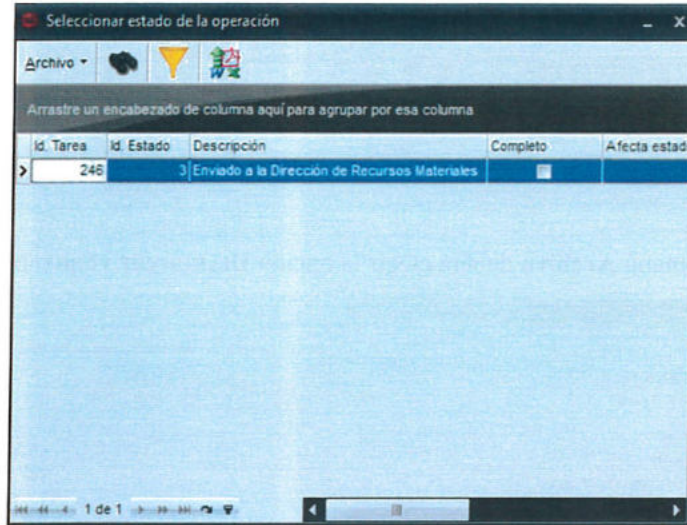 Seleccionar estado de la operación
Archivo
Arrastre un encabezado de columna aquí para agrupar por esa columna
Id. Tarea Id. Estado Descripción Completo Afecta estad
246 3 Enviado a la Dirección de Recursos Materiales
1 de 1